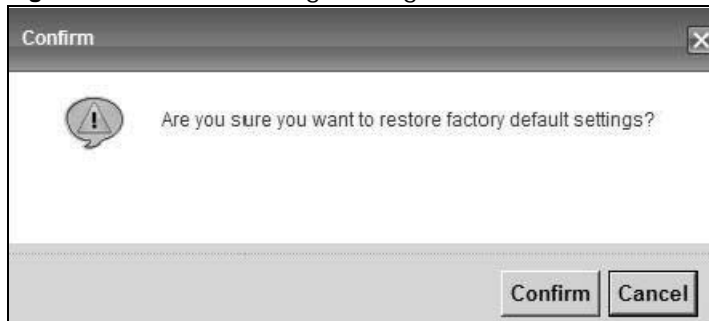 Confirm
Are you sure you want to restore factory default settings?
Confirm Cancel